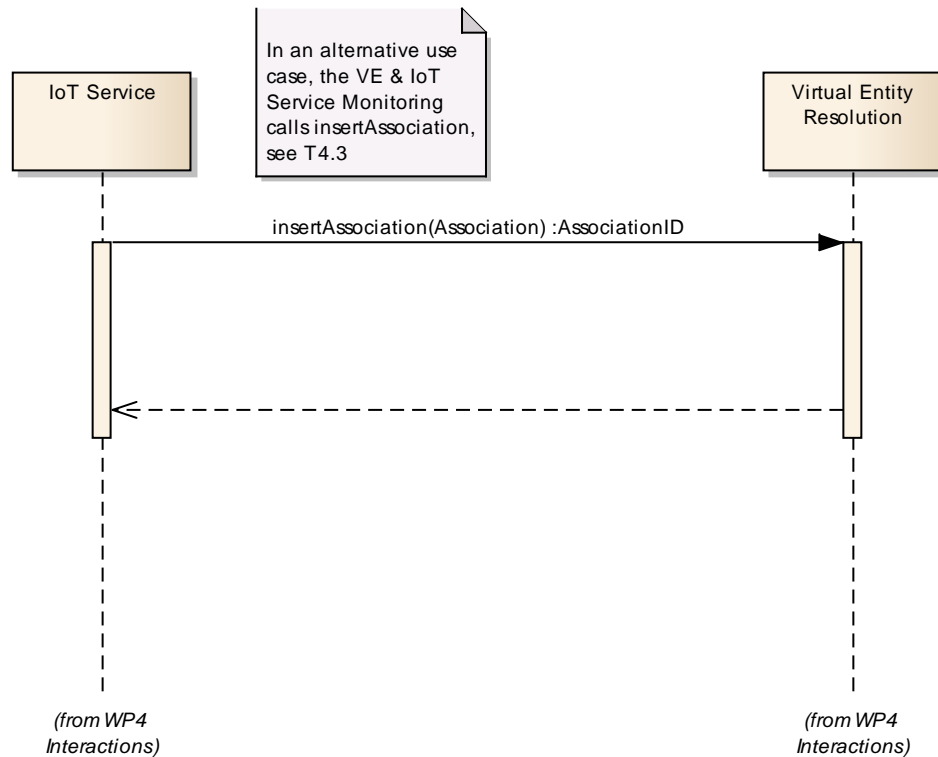 In an alternative use
case, the VE & IoT
Service Monitoring
calls insertAssociation,
see T4.3
IoT Service
Virtual Entity
Resolution
insertAssociation(Association) :AssociationID
(from WP4
Interactions)
(from WP4
Interactions)